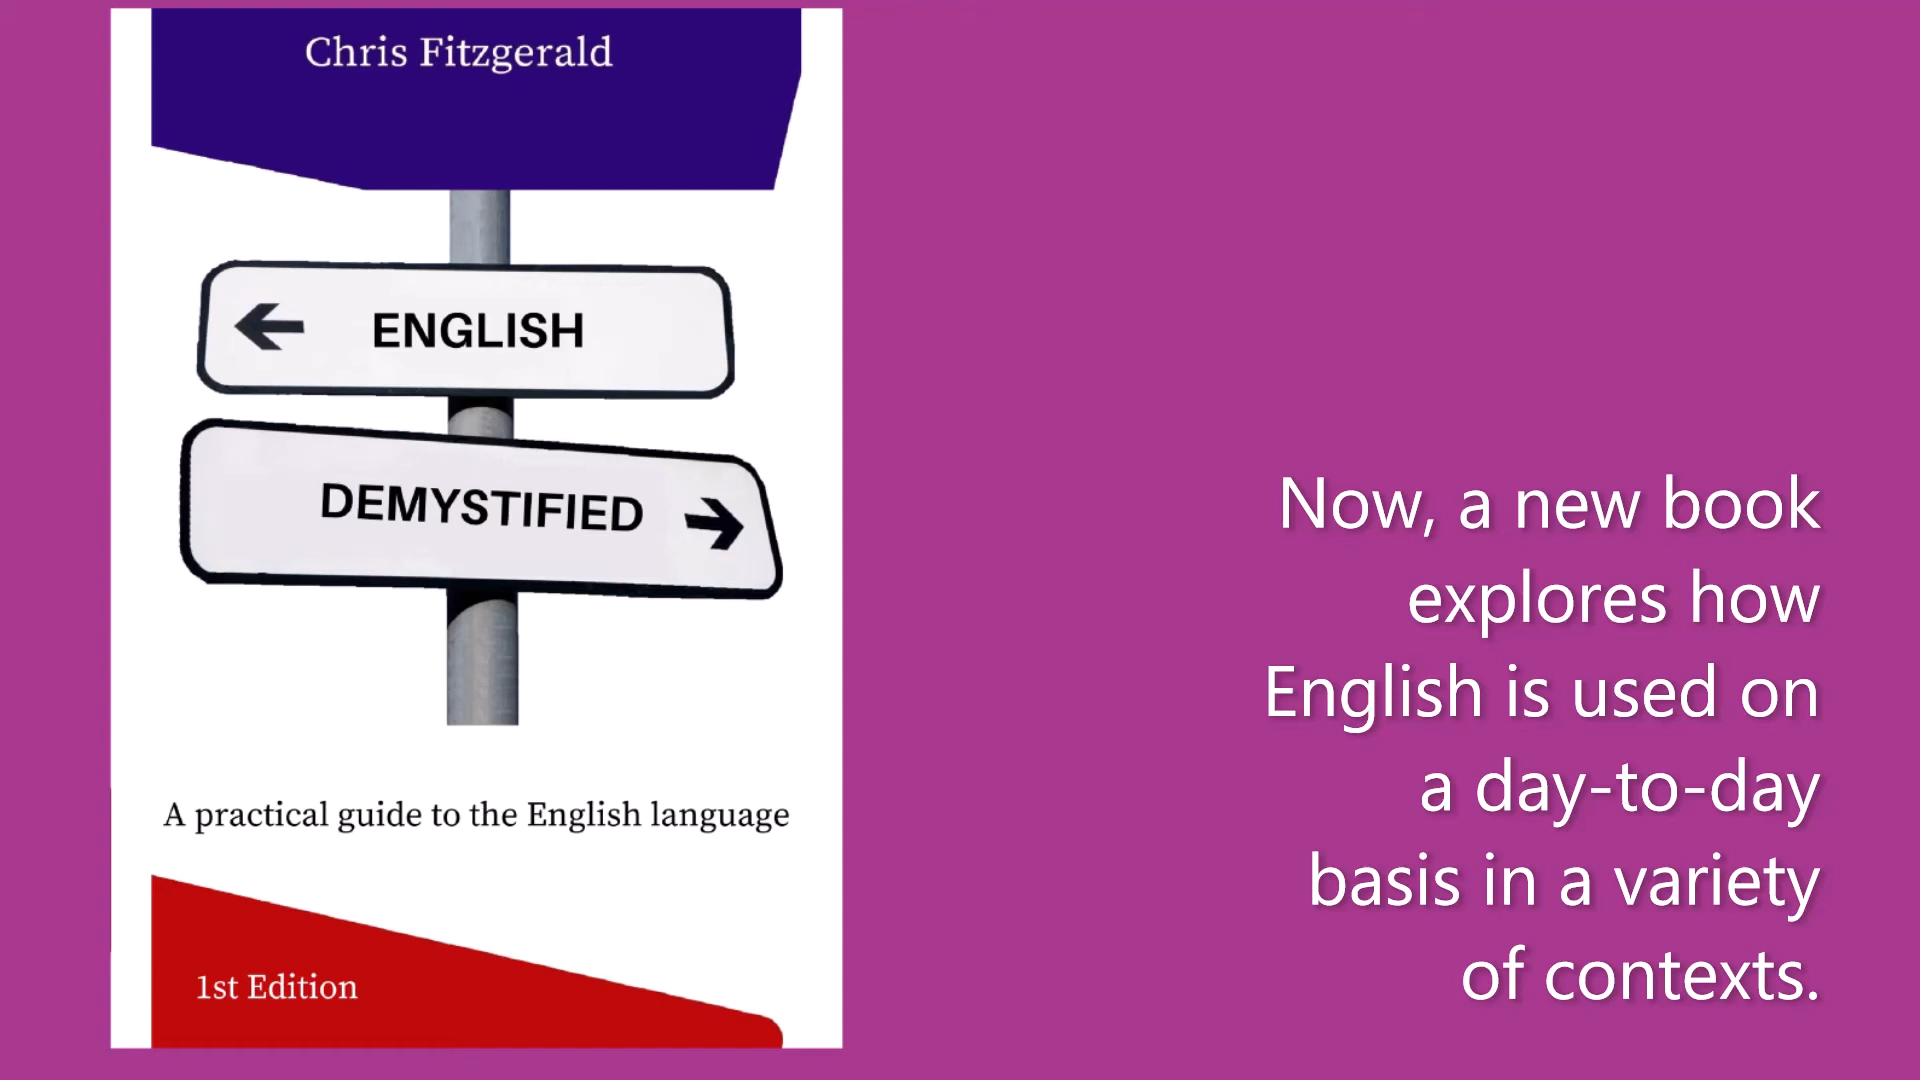 Chris Fitzgerald
ENGLISH
DEMYSTIFIED
A practical guide to the English language
1st Edition
Now, a new book
explores how
English is used on
a day-to-day
basis in a variety
of contexts.